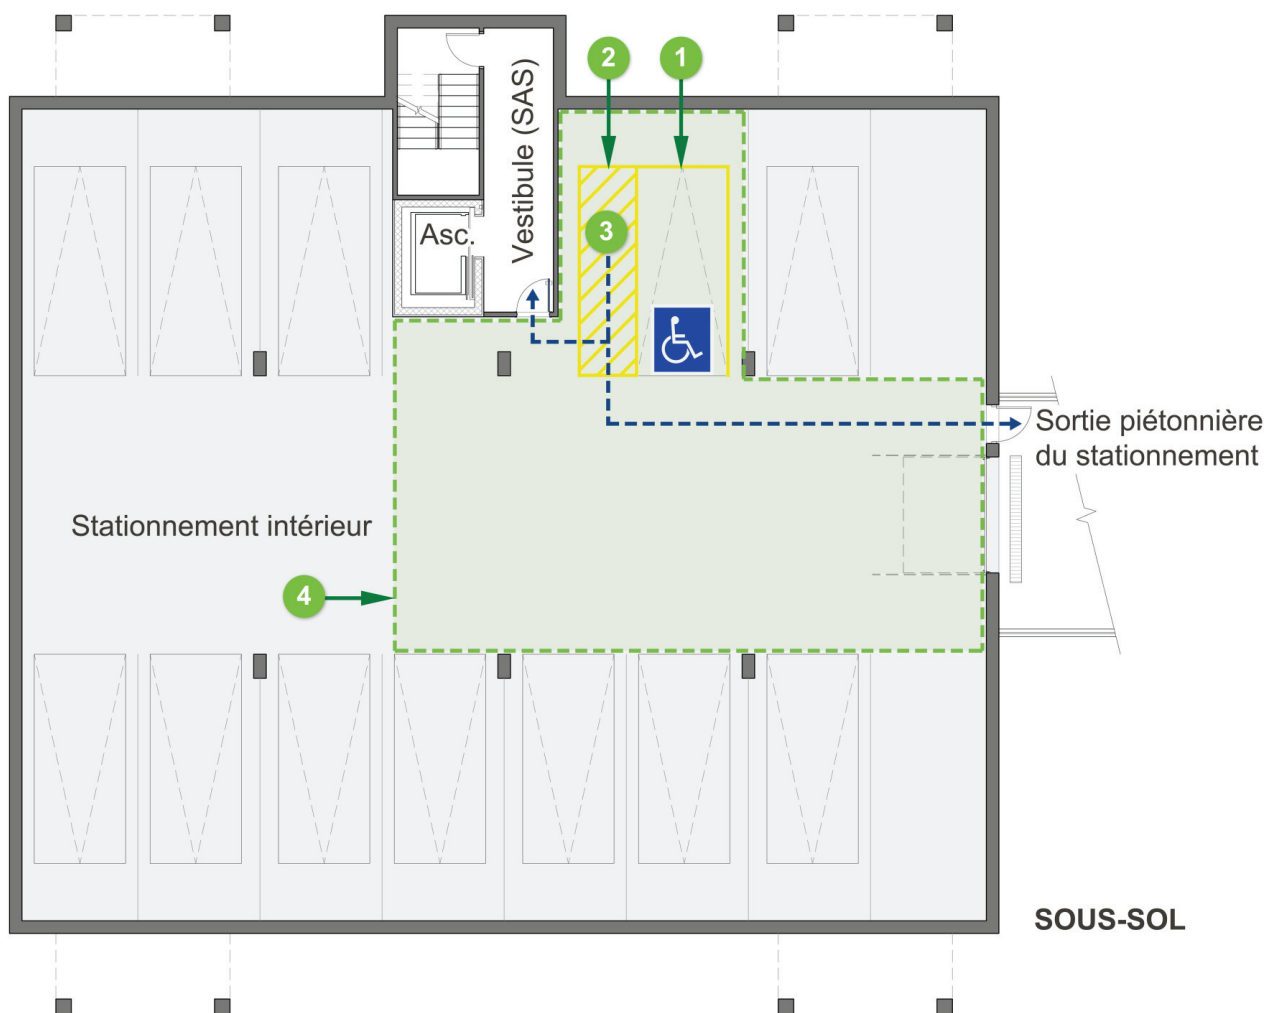 2
1
Vestibule (SAS)
Asc.
3
Sortie piétonnière
du stationnement
Stationnement intérieur
4
SOUS-SOL